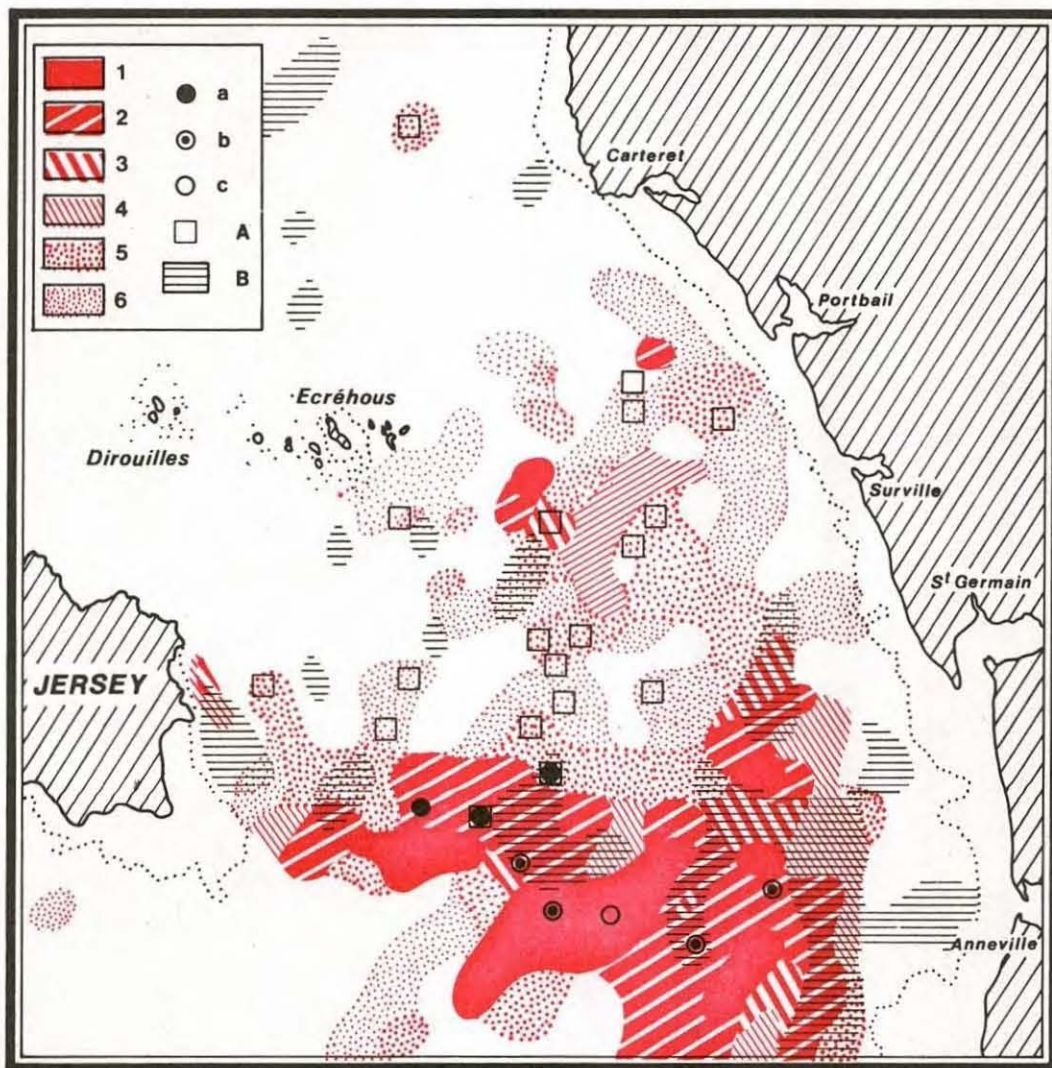 1
2
3
4
5
6
a
b
c
A
B
Carteret
Portbail
Ecréhous
Dirouilles
Surville
St Germain
JERSEY
Anneville